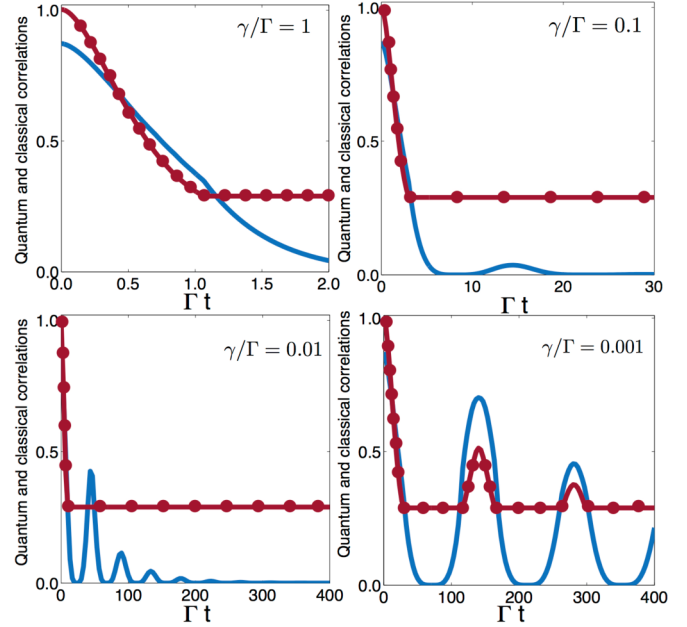 Quantum and classical correlations
1.0
0.5
0.0
γ/Γ = 1
0.0 0.5 1.0 1.5 2.0
Γ t
Quantum and classical correlations
1.0
0.5
0.0
γ/Γ = 0.1
0 10 20 30
Γ t
Quantum and classical correlations
1.0
0.5
0.0
γ/Γ = 0.01
0 100 200 300 400
Γ t
Quantum and classical correlations
1.0
0.5
0.0
γ/Γ = 0.001
0 100 200 300 400
Γ t